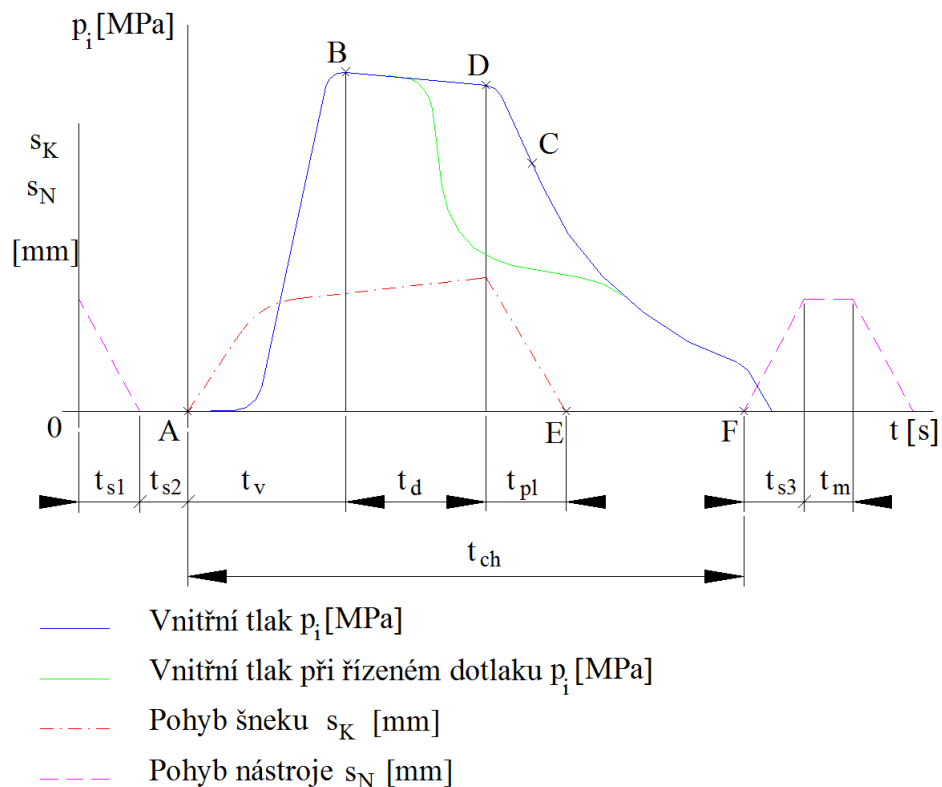 p_i [MPa]
B
D
C
s_K
s_N
[mm]
0
A
E
F
t [s]
t_s1
t_s2
t_v
t_d
t_pl
t_s3
t_m
t_ch
Vnitřní tlak p_i [MPa]
Vnitřní tlak při řízeném dotlaku p_i [MPa]
Pohyb šneku s_K [mm]
Pohyb nástroje s_N [mm]